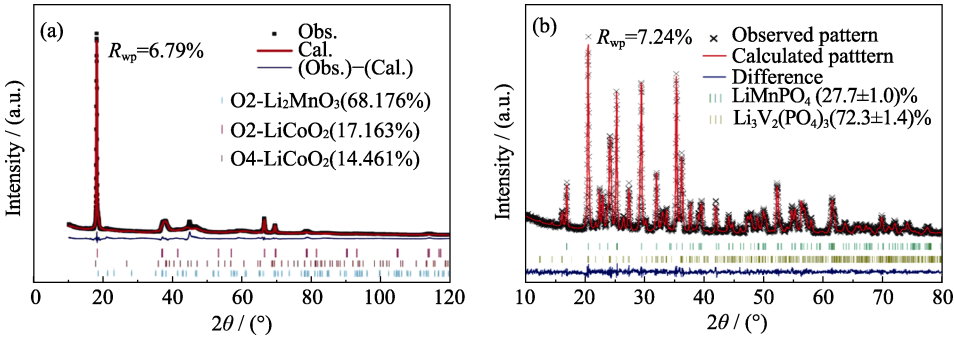 (a)
Rwp=6.79%
Obs.
Cal.
(Obs.)−(Cal.)
O2-Li₂MnO₃(68.176%)
O2-LiCoO₂(17.163%)
O4-LiCoO₂(14.461%)
Intensity / (a.u.)
0 20 40 60 80 100 120
2θ / (°)
(b)
Rwp=7.24%
Observed pattern
Calculated patttern
Difference
LiMnPO₄ (27.7±1.0)%
Li₃V₂(PO₄)₃(72.3±1.4)%
Intensity / (a.u.)
10 20 30 40 50 60 70 80
2θ / (°)